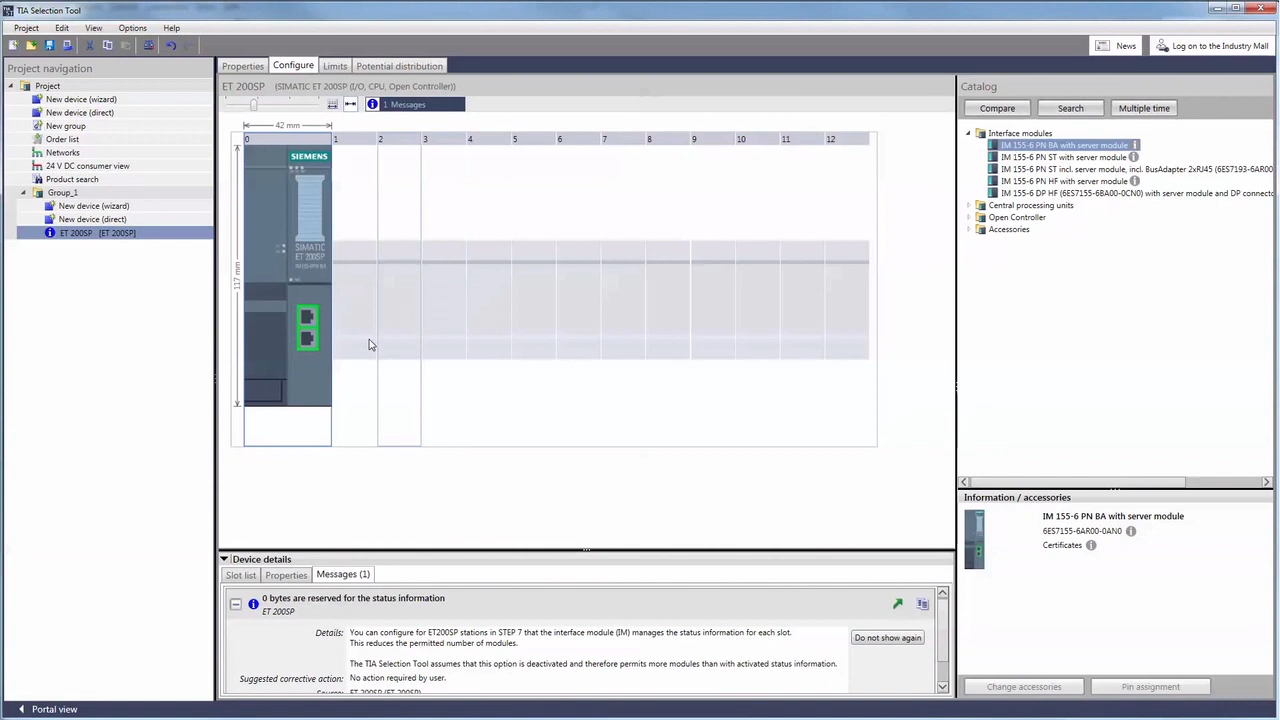 TIA Selection Tool
Project Edit View Options Help
News
Log on to the Industry Mall
Project navigation
Project
New device (wizard)
New device (direct)
New group
Order list
Networks
24 V DC consumer view
Product search
Group_1
New device (wizard)
New device (direct)
ET 200SP [ET 200SP]
Properties Configure Limits Potential distribution
ET 200SP (SIMATIC ET 200SP (I/O, CPU, Open Controller))
1 Messages
42 mm
0 1 2 3 4 5 6 7 8 9 10 11 12
117 mm
SIEMENS
SIMATIC
ET 200SP
Device details
Slot list Properties Messages (1)
0 bytes are reserved for the status information
ET 200SP
Details: You can configure for ET200SP stations in STEP 7 that the interface module (IM) manages the status information for each slot.
This reduces the permitted number of modules.
The TIA Selection Tool assumes that this option is deactivated and therefore permits more modules than with activated status information.
Suggested corrective action: No action required by user.
Source: ET 200SP (ET 200SP)
Do not show again
Catalog
Compare Search Multiple time
Interface modules
IM 155-6 PN BA with server module
IM 155-6 PN ST with server module
IM 155-6 PN ST incl. server module, incl. BusAdapter 2xRJ45 (6ES7193-6AR00
IM 155-6 PN HF with server module
IM 155-6 DP HF (6ES7155-6BA00-0CN0) with server module and DP connecto
Central processing units
Open Controller
Accessories
Information / accessories
IM 155-6 PN BA with server module
6ES7155-6AR00-0AN0
Certificates
Change accessories Pin assignment
Portal view